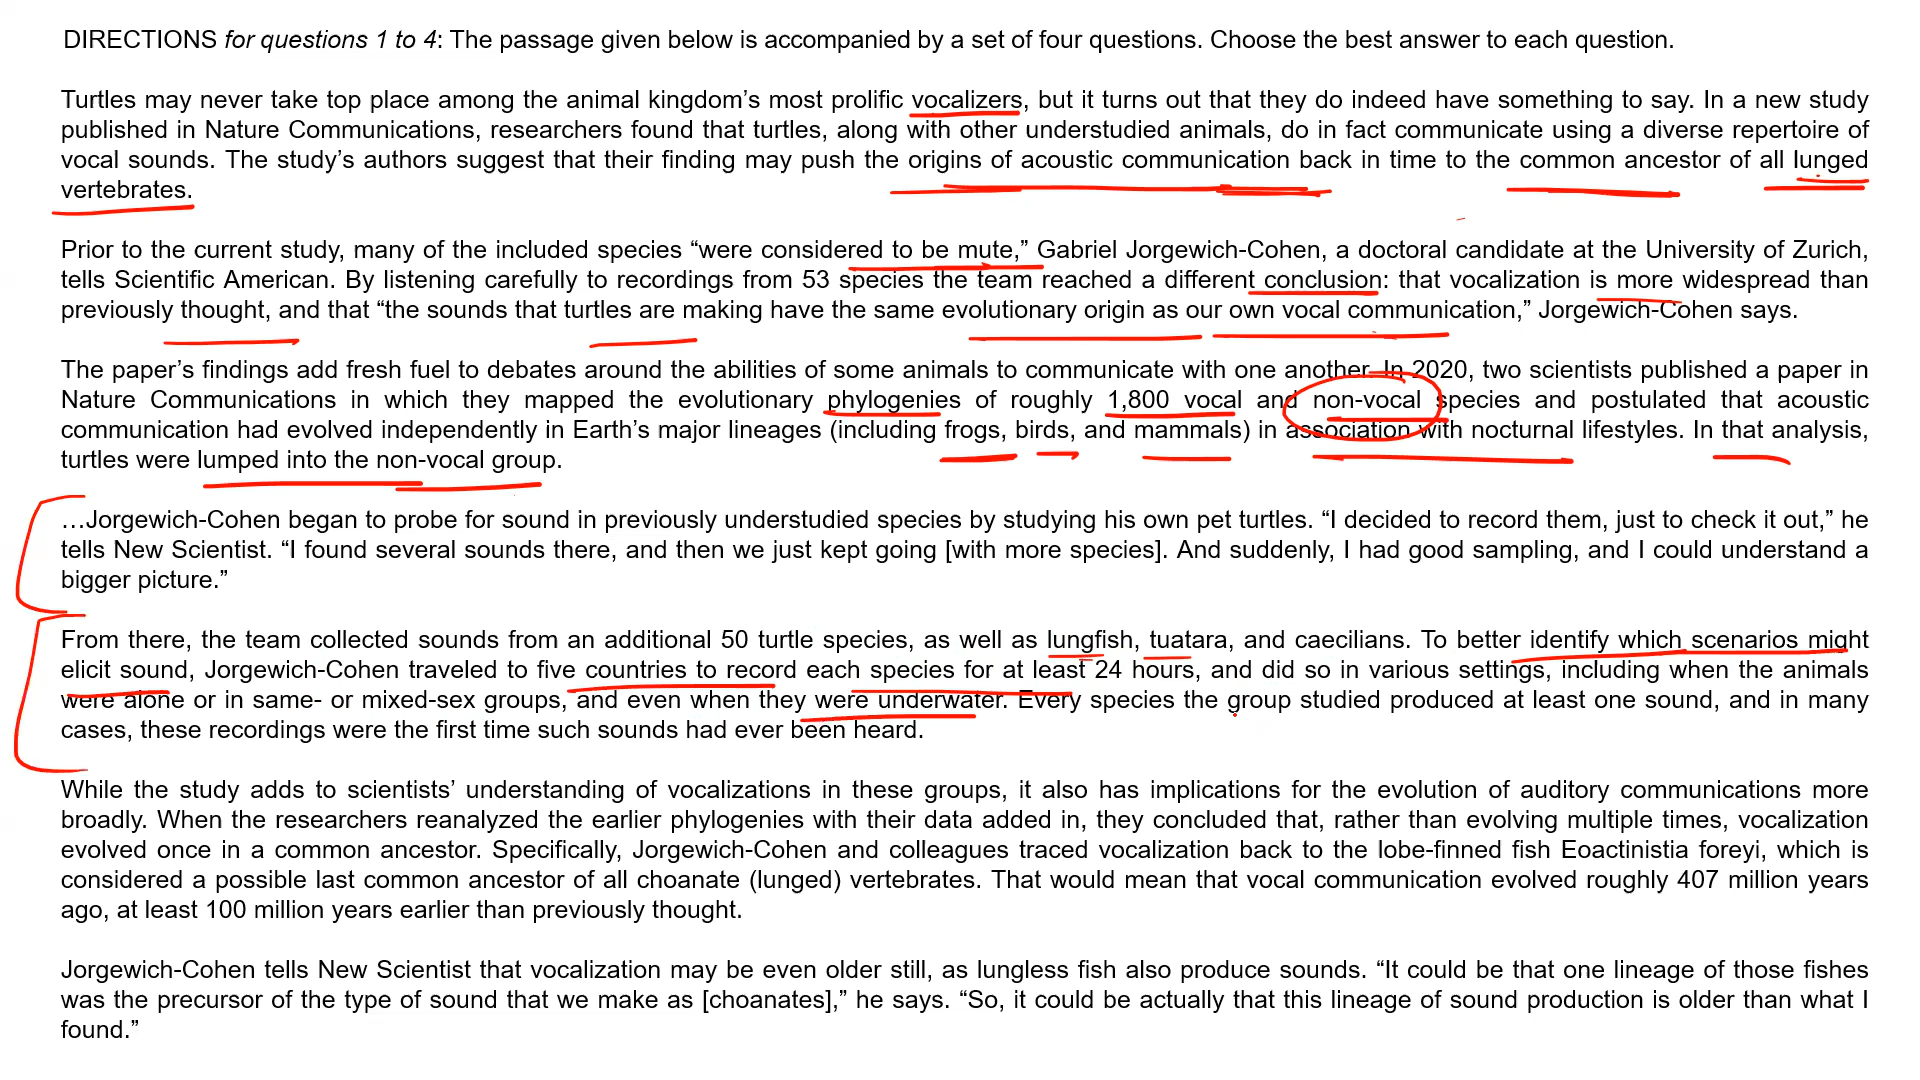 DIRECTIONS for questions 1 to 4: The passage given below is accompanied by a set of four questions. Choose the best answer to each question.
Turtles may never take top place among the animal kingdom’s most prolific vocalizers, but it turns out that they do indeed have something to say. In a new study
published in Nature Communications, researchers found that turtles, along with other understudied animals, do in fact communicate using a diverse repertoire of
vocal sounds. The study’s authors suggest that their finding may push the origins of acoustic communication back in time to the common ancestor of all lunged
vertebrates.
Prior to the current study, many of the included species “were considered to be mute,” Gabriel Jorgewich-Cohen, a doctoral candidate at the University of Zurich,
tells Scientific American. By listening carefully to recordings from 53 species the team reached a different conclusion: that vocalization is more widespread than
previously thought, and that “the sounds that turtles are making have the same evolutionary origin as our own vocal communication,” Jorgewich-Cohen says.
The paper’s findings add fresh fuel to debates around the abilities of some animals to communicate with one another. In 2020, two scientists published a paper in
Nature Communications in which they mapped the evolutionary phylogenies of roughly 1,800 vocal and non-vocal species and postulated that acoustic
communication had evolved independently in Earth’s major lineages (including frogs, birds, and mammals) in association with nocturnal lifestyles. In that analysis,
turtles were lumped into the non-vocal group.
…Jorgewich-Cohen began to probe for sound in previously understudied species by studying his own pet turtles. “I decided to record them, just to check it out,” he
tells New Scientist. “I found several sounds there, and then we just kept going [with more species]. And suddenly, I had good sampling, and I could understand a
bigger picture.”
From there, the team collected sounds from an additional 50 turtle species, as well as lungfish, tuatara, and caecilians. To better identify which scenarios might
elicit sound, Jorgewich-Cohen traveled to five countries to record each species for at least 24 hours, and did so in various settings, including when the animals
were alone or in same- or mixed-sex groups, and even when they were underwater. Every species the group studied produced at least one sound, and in many
cases, these recordings were the first time such sounds had ever been heard.
While the study adds to scientists’ understanding of vocalizations in these groups, it also has implications for the evolution of auditory communications more
broadly. When the researchers reanalyzed the earlier phylogenies with their data added in, they concluded that, rather than evolving multiple times, vocalization
evolved once in a common ancestor. Specifically, Jorgewich-Cohen and colleagues traced vocalization back to the lobe-finned fish Eoactinistia foreyi, which is
considered a possible last common ancestor of all choanate (lunged) vertebrates. That would mean that vocal communication evolved roughly 407 million years
ago, at least 100 million years earlier than previously thought.
Jorgewich-Cohen tells New Scientist that vocalization may be even older still, as lungless fish also produce sounds. “It could be that one lineage of those fishes
was the precursor of the type of sound that we make as [choanates],” he says. “So, it could be actually that this lineage of sound production is older than what I
found.”